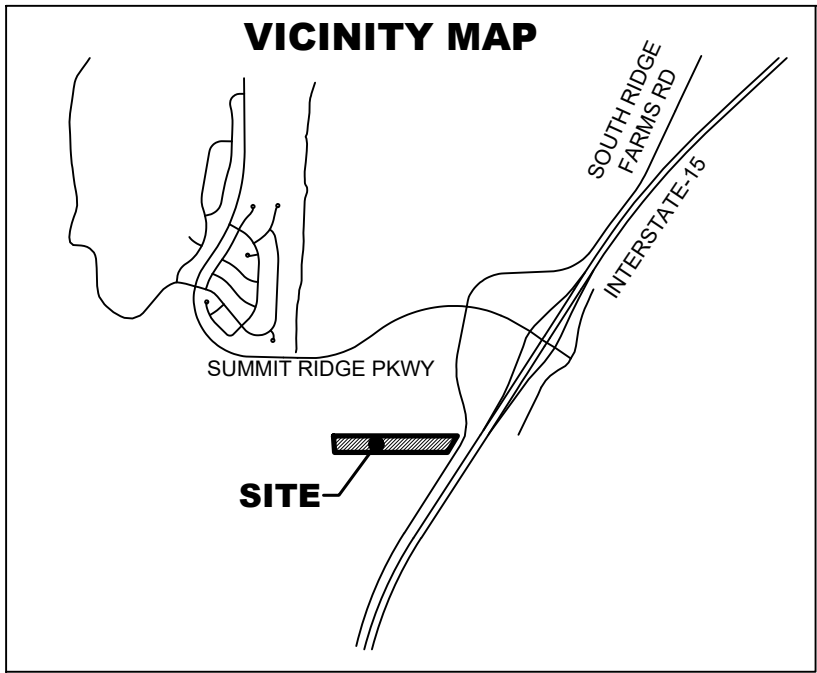 VICINITY MAP
SOUTH RIDGE
FARMS RD
INTERSTATE-15
SUMMIT RIDGE PKWY
SITE